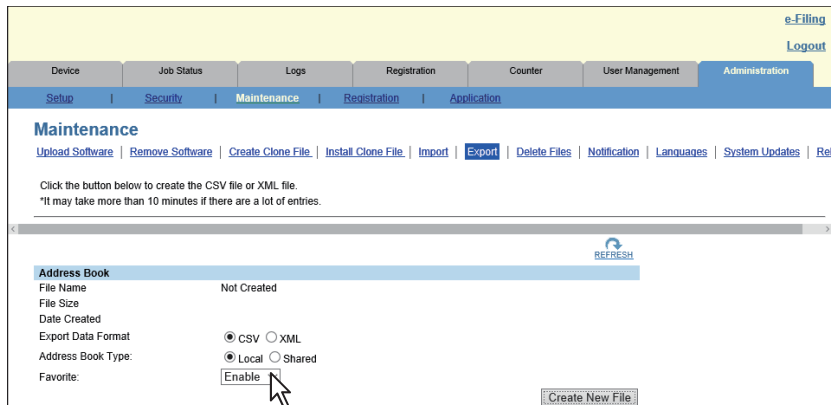 e-Filing
Logout
Device Job Status Logs Registration Counter User Management Administration
Setup | Security | Maintenance | Registration | Application
Maintenance
Upload Software | Remove Software | Create Clone File | Install Clone File | Import | Export | Delete Files | Notification | Languages | System Updates |
Click the button below to create the CSV file or XML file.
*It may take more than 10 minutes if there are a lot of entries.
REFRESH
Address Book
File Name Not Created
File Size
Date Created
Export Data Format CSV XML
Address Book Type: Local Shared
Favorite: Enable
Create New File